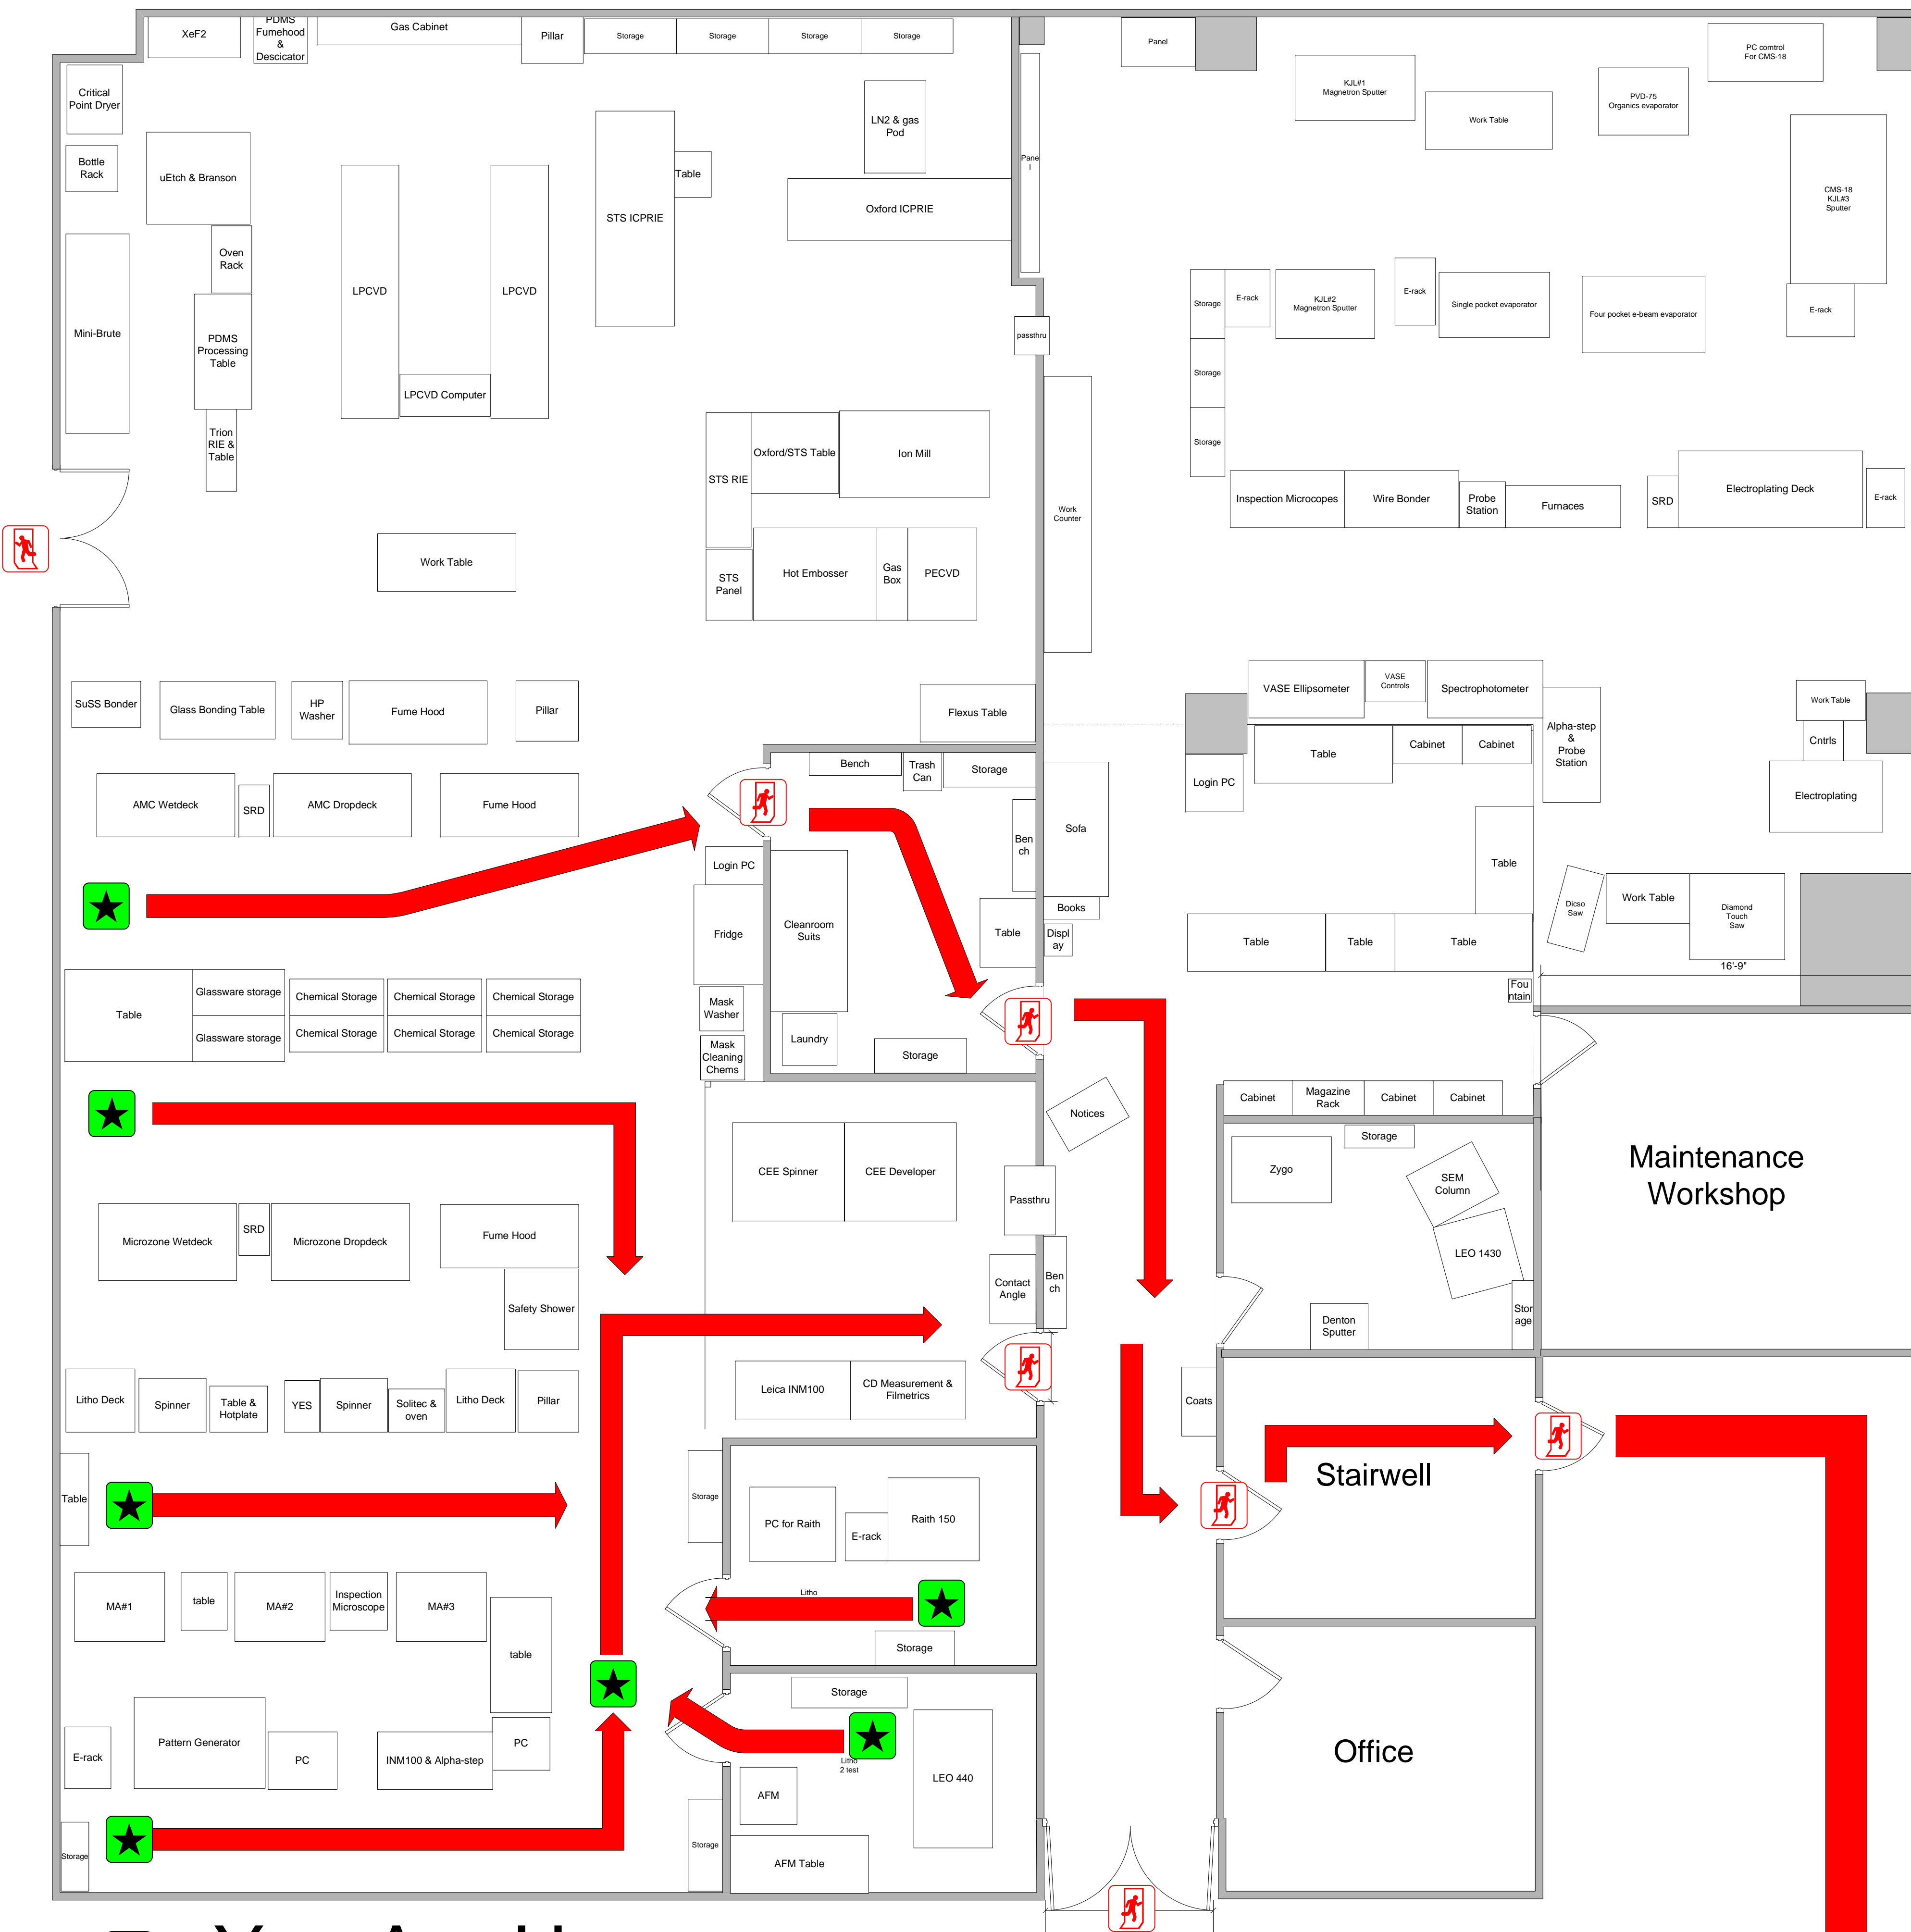 XeF2
PDMS
Fumehood
&
Descicator
Gas Cabinet
Pillar
Storage
Storage
Storage
Storage
Panel
PC comtrol
For CMS-18
Critical
Point Dryer
KJL#1
Magnetron Sputter
Work Table
PVD-75
Organics evaporator
LN2 & gas
Pod
Bottle
Rack
uEtch & Branson
Table
Pane
l
STS ICPRIE
Oxford ICPRIE
CMS-18
KJL#3
Sputter
Oven
Rack
LPCVD
LPCVD
Mini-Brute
PDMS
Processing
Table
passthru
Storage
E-rack
KJL#2
Magnetron Sputter
E-rack
Single pocket evaporator
Four pocket e-beam evaporator
E-rack
LPCVD Computer
Storage
Trion
RIE &
Table
Storage
STS RIE
Oxford/STS Table
Ion Mill
Work
Counter
Inspection Microcopes
Wire Bonder
Probe
Station
Furnaces
SRD
Electroplating Deck
E-rack
Work Table
STS
Panel
Hot Embosser
Gas
Box
PECVD
SuSS Bonder
Glass Bonding Table
HP
Washer
Fume Hood
Pillar
Flexus Table
VASE Ellipsometer
VASE
Controls
Spectrophotometer
Work Table
Alpha-step
&
Probe
Station
Cntrls
Table
Cabinet
Cabinet
Bench
Trash
Can
Storage
Login PC
Electroplating
AMC Wetdeck
SRD
AMC Dropdeck
Fume Hood
Ben
ch
Sofa
Login PC
Table
Books
Dicso
Saw
Work Table
Diamond
Touch
Saw
Fridge
Cleanroom
Suits
Table
Displ
ay
Table
Table
Table
16'-9"
Fou
ntain
Table
Glassware storage
Chemical Storage
Chemical Storage
Chemical Storage
Glassware storage
Chemical Storage
Chemical Storage
Chemical Storage
Mask
Washer
Mask
Cleaning
Chems
Laundry
Storage
Notices
Cabinet
Magazine
Rack
Cabinet
Cabinet
Storage
Zygo
SEM
Column
Maintenance
Workshop
CEE Spinner
CEE Developer
Passthru
Microzone Wetdeck
SRD
Microzone Dropdeck
Fume Hood
LEO 1430
Safety Shower
Contact
Angle
Ben
ch
Denton
Sputter
Stor
age
Litho Deck
Spinner
Table &
Hotplate
YES
Spinner
Solitec &
oven
Litho Deck
Pillar
Leica INM100
CD Measurement &
Filmetrics
Coats
Stairwell
Table
Storage
PC for Raith
E-rack
Raith 150
MA#1
table
MA#2
Inspection
Microscope
MA#3
table
Litho
Storage
Storage
E-rack
Pattern Generator
PC
INM100 & Alpha-step
PC
Litho
2 test
LEO 440
Office
AFM
Storage
Storage
AFM Table